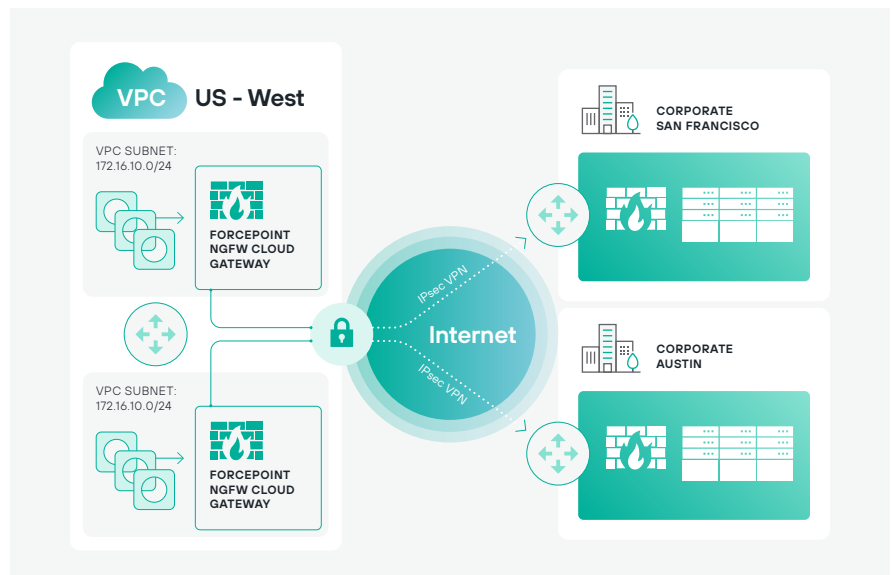 VPC
US - West
VPC SUBNET:
172.16.10.0/24
FORCEPOINT
NGFW CLOUD
GATEWAY
VPC SUBNET:
172.16.10.0/24
FORCEPOINT
NGFW CLOUD
GATEWAY
IPsec VPN
Internet
IPsec VPN
CORPORATE
SAN FRANCISCO
CORPORATE
AUSTIN